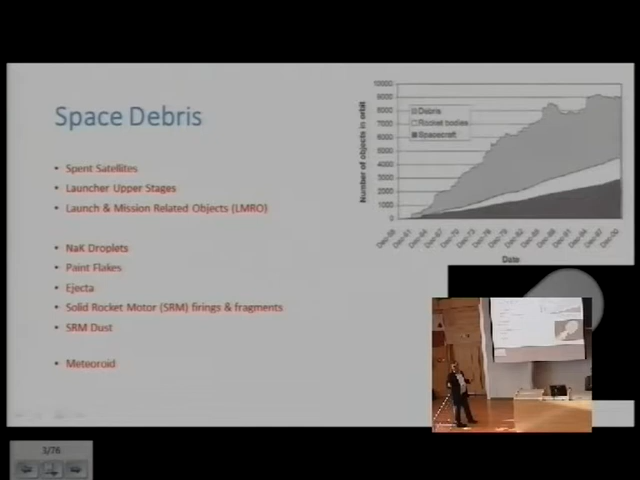 Space Debris
• Spent Satellites
• Launcher Upper Stages
• Launch & Mission Related Objects (LMRO)
• NaK Droplets
• Paint Flakes
• Ejecta
• Solid Rocket Motor (SRM) firings & fragments
• SRM Dust
• Meteoroid
Number of objects in orbit
10000
9000
8000
7000
6000
5000
4000
3000
2000
1000
0
Debris
Rocket bodies
Spacecraft
Date
3/76